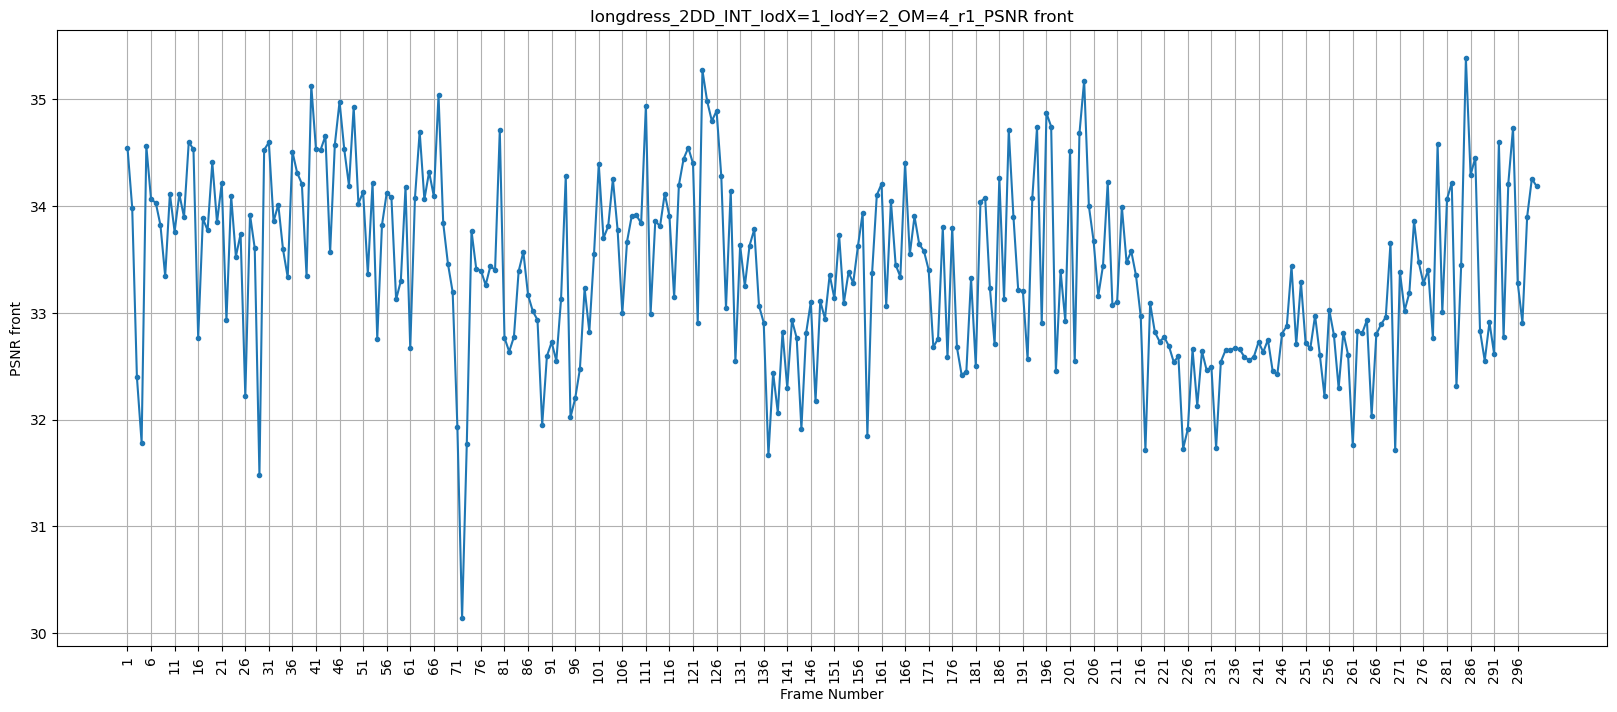 longdress_2DD_INT_lodX=1_lodY=2_OM=4_r1_PSNR front
PSNR front
35
34
33
32
31
30
1 6 11 16 21 26 31 36 41 46 51 56 61 66 71 76 81 86 91 96 101 106 111 116 121 126 131 136 141 146 151 156 161 166 171 176 181 186 191 196 201 206 211 216 221 226 231 236 241 246 251 256 261 266 271 276 281 286 291 296
Frame Number